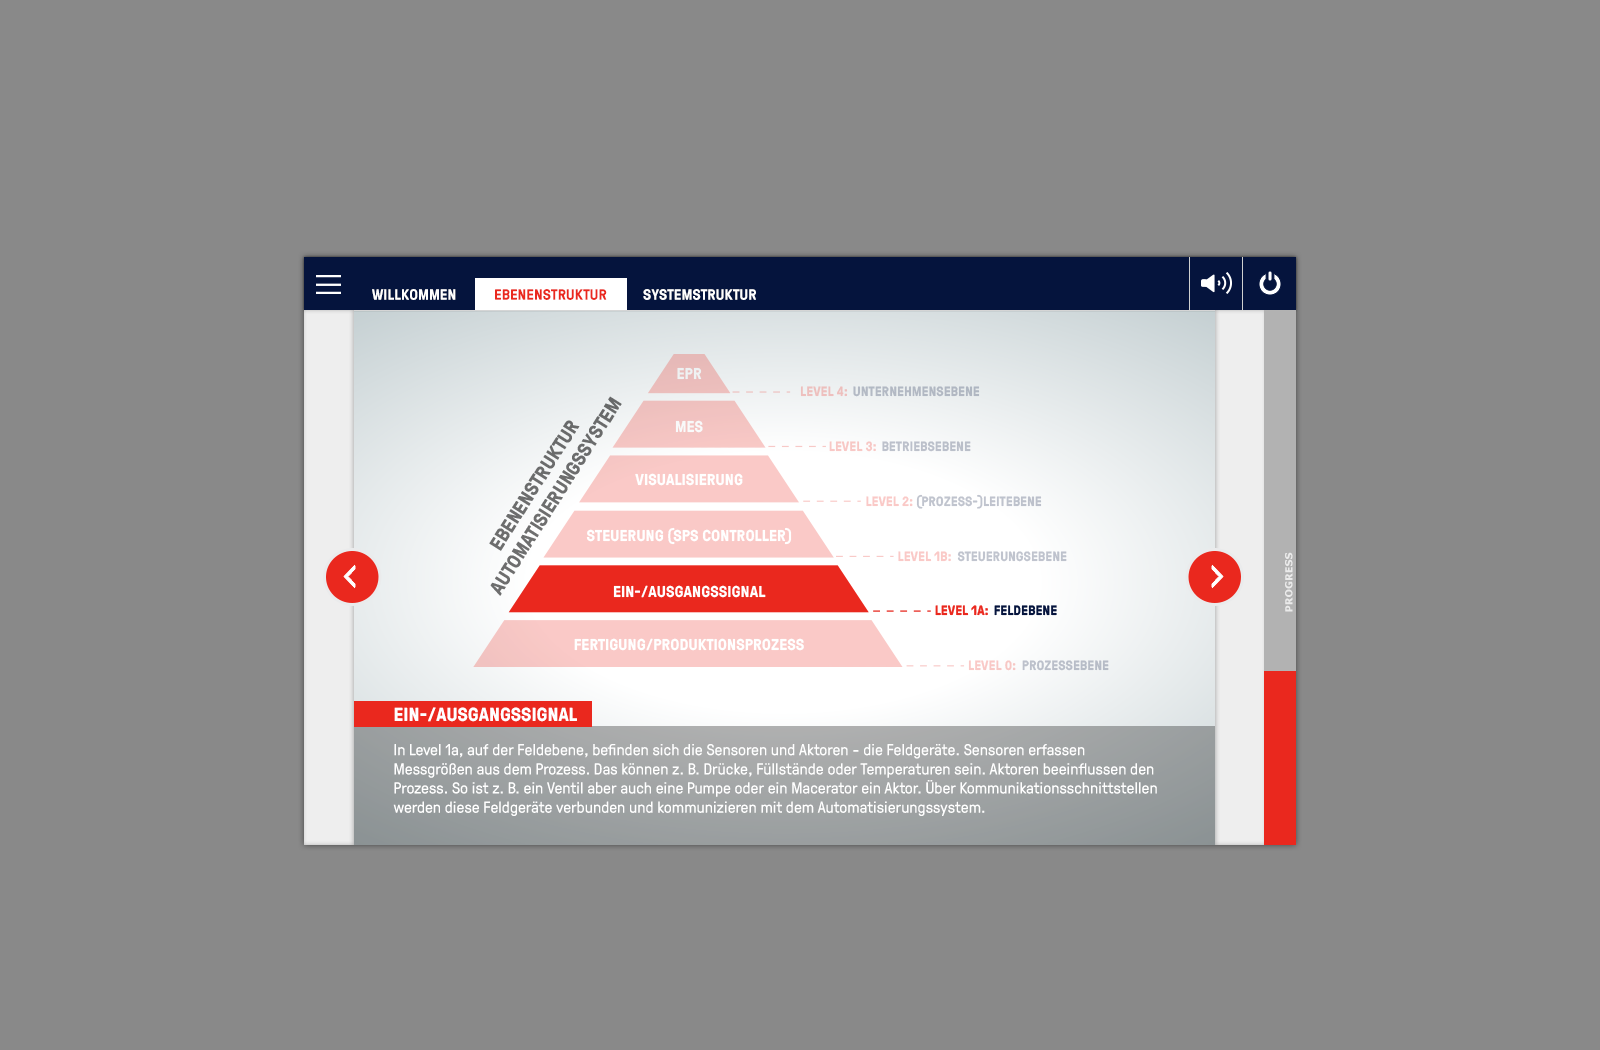 WILLKOMMEN
EBENENSTRUKTUR
SYSTEMSTRUKTUR
EBENENSTRUKTUR
AUTOMATISIERUNGSSYSTEM
EPR
LEVEL 4: UNTERNEHMENSEBENE
MES
LEVEL 3: BETRIEBSEBENE
VISUALISIERUNG
LEVEL 2: (PROZESS-)LEITEBENE
STEUERUNG (SPS CONTROLLER)
LEVEL 1B: STEUERUNGSEBENE
EIN-/AUSGANGSSIGNAL
LEVEL 1A: FELDEBENE
FERTIGUNG/PRODUKTIONSPROZESS
LEVEL 0: PROZESSEBENE
PROGRESS
EIN-/AUSGANGSSIGNAL
In Level 1a, auf der Feldebene, befinden sich die Sensoren und Aktoren – die Feldgeräte. Sensoren erfassen
Messgrößen aus dem Prozess. Das können z. B. Drücke, Füllstände oder Temperaturen sein. Aktoren beeinflussen den
Prozess. So ist z. B. ein Ventil aber auch eine Pumpe oder ein Macerator ein Aktor. Über Kommunikationsschnittstellen
werden diese Feldgeräte verbunden und kommunizieren mit dem Automatisierungssystem.